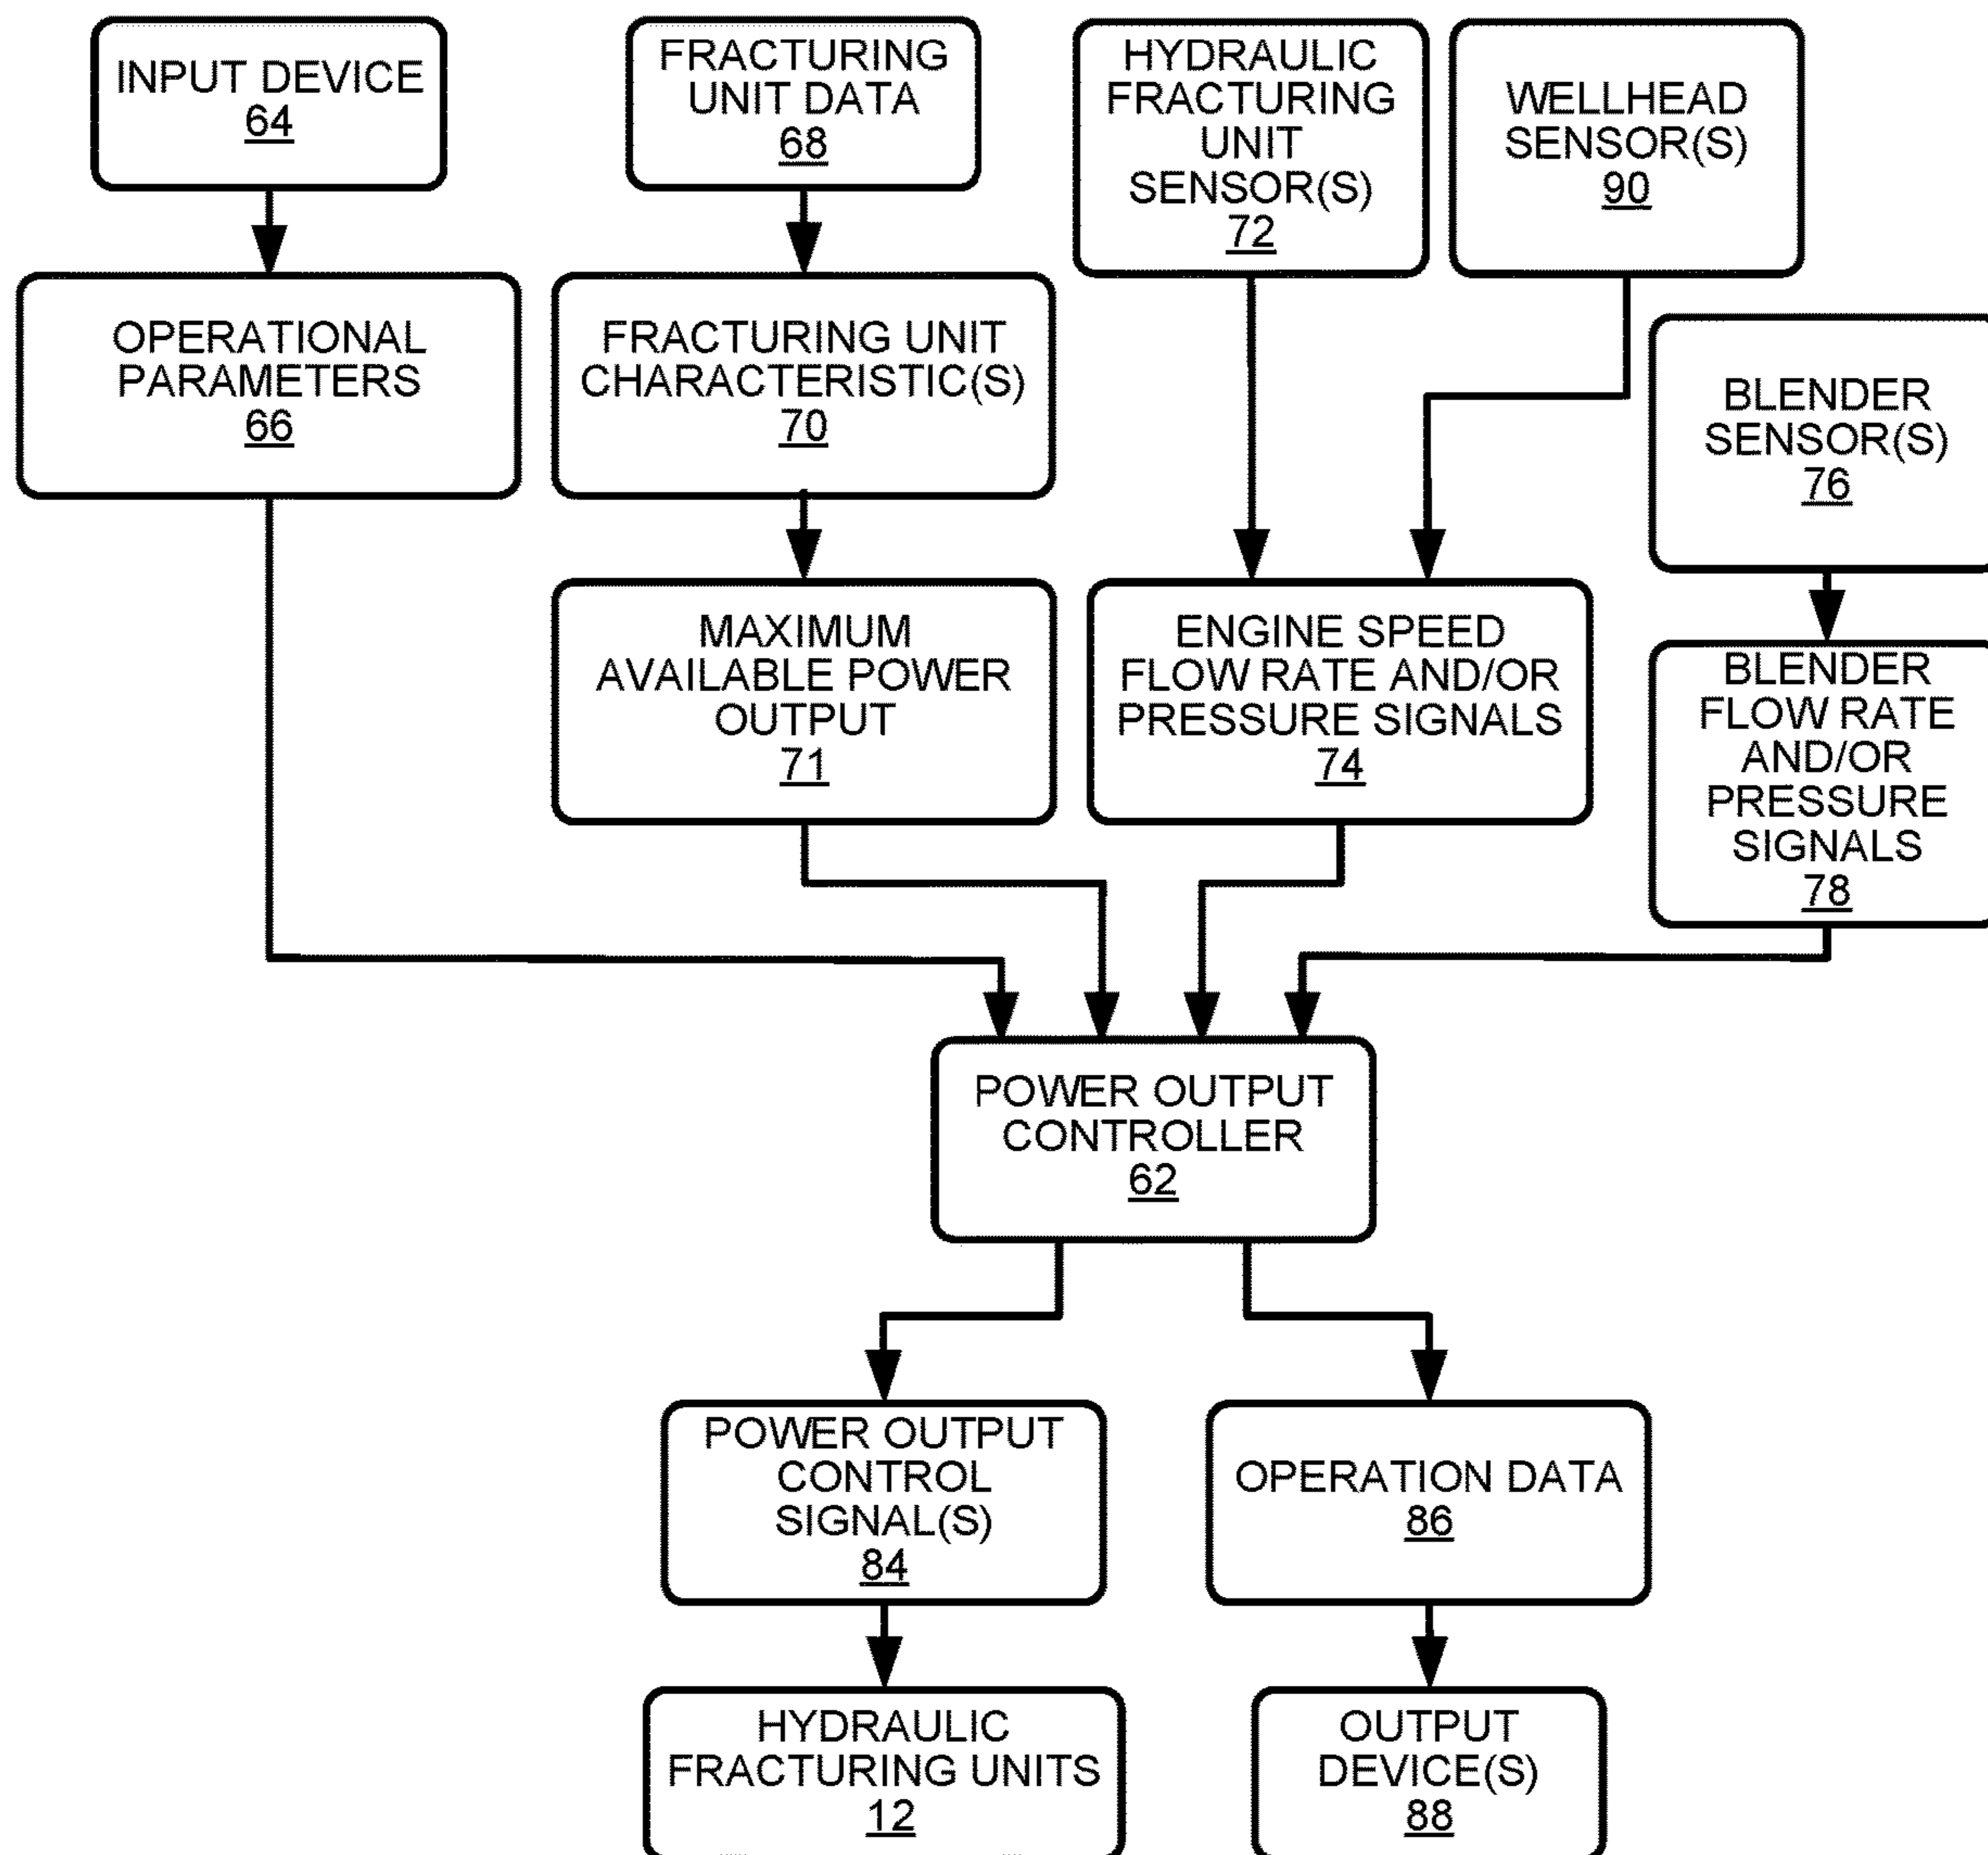 INPUT DEVICE
64
FRACTURING
UNIT DATA
68
HYDRAULIC
FRACTURING
UNIT
SENSOR(S)
72
WELLHEAD
SENSOR(S)
90
OPERATIONAL
PARAMETERS
66
FRACTURING UNIT
CHARACTERISTIC(S)
70
BLENDER
SENSOR(S)
76
MAXIMUM
AVAILABLE POWER
OUTPUT
71
ENGINE SPEED
FLOW RATE AND/OR
PRESSURE SIGNALS
74
BLENDER
FLOW RATE
AND/OR
PRESSURE
SIGNALS
78
POWER OUTPUT
CONTROLLER
62
POWER OUTPUT
CONTROL
SIGNAL(S)
84
OPERATION DATA
86
HYDRAULIC
FRACTURING UNITS
12
OUTPUT
DEVICE(S)
88